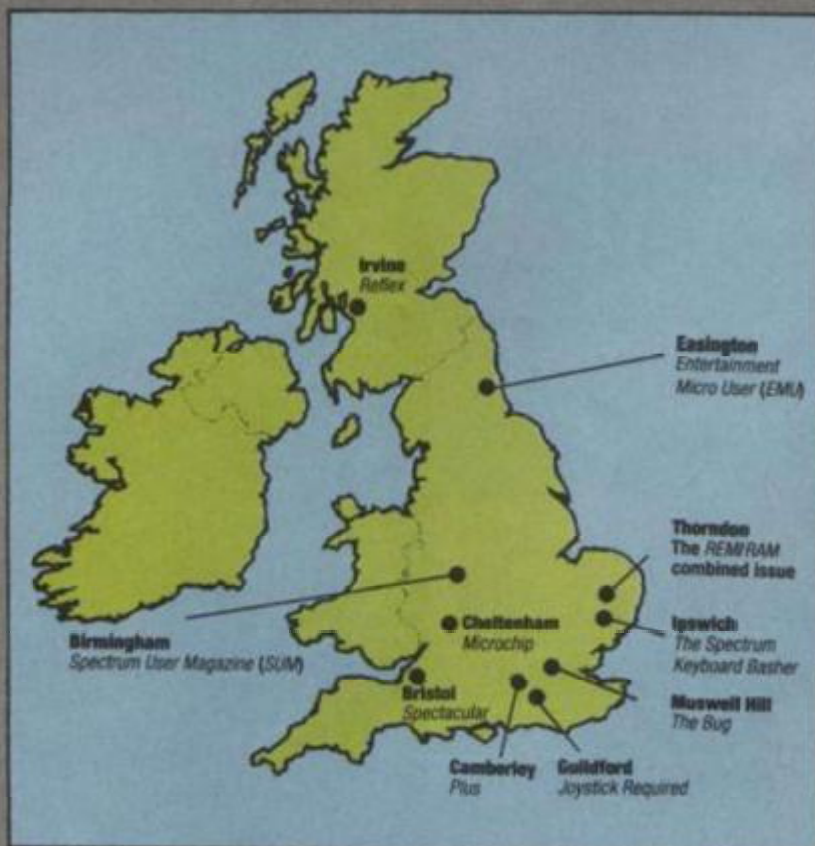 Irvine
Reflex
Easington
Entertainment
Micro User (EMU)
Thorndon
The REM/RAM
combined issue
Birmingham
Spectrum User Magazine (SUM)
Cheltenham
Microchip
Ipswich
The Spectrum
Keyboard Basher
Bristol
Spectacular
Muswell Hill
The Bug
Camberley
Plus
Guildford
Joystick Required